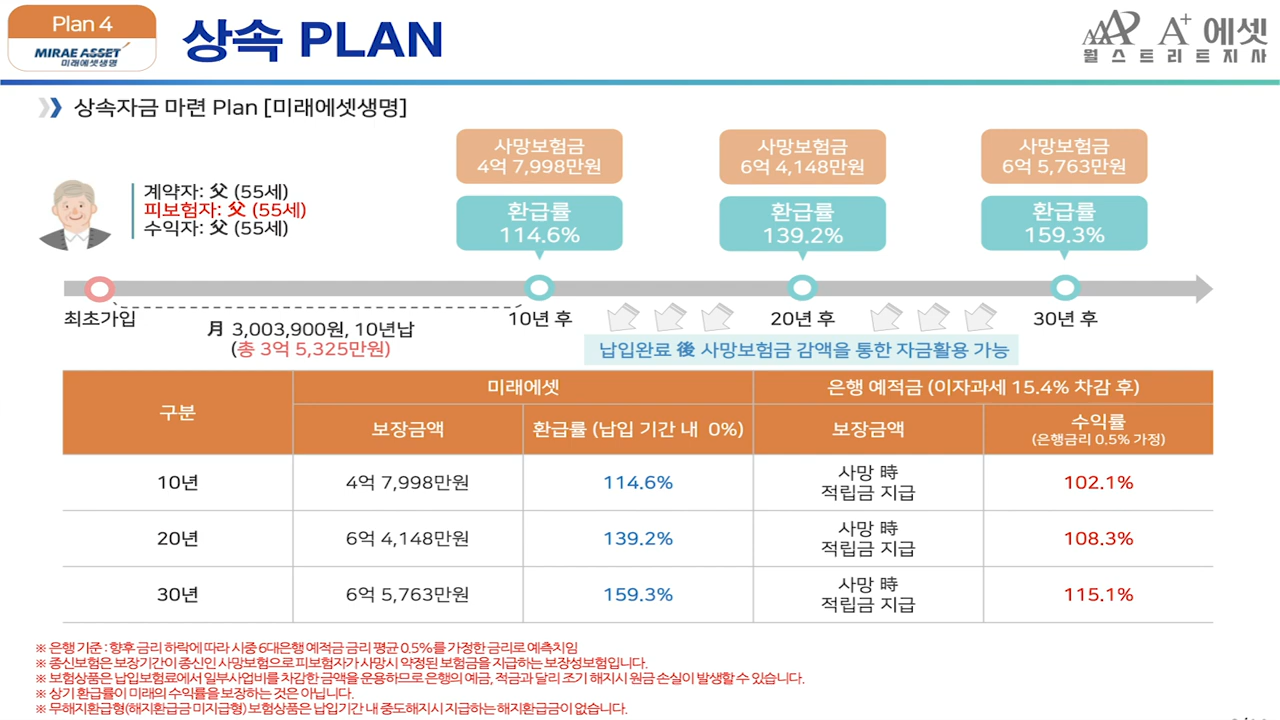 Plan 4
MIRAE ASSET
미래에셋생명
상속 PLAN
A+ 에셋
월스트리트지사
상속자금 마련 Plan [미래에셋생명]
계약자: 父 (55세)
피보험자: 父 (55세)
수익자: 父 (55세)
사망보험금
4억 7,998만원
환급률
114.6%
사망보험금
6억 4,148만원
환급률
139.2%
사망보험금
6억 5,763만원
환급률
159.3%
최초가입
10년 후
20년 후
30년 후
月 3,003,900원, 10년납
(총 3억 5,325만원)
납입완료 後 사망보험금 감액을 통한 자금활용 가능
구분 미래에셋 은행 예적금 (이자과세 15.4% 차감 후)
보장금액 환급률 (납입 기간 내 0%) 보장금액 수익률
(은행금리 0.5% 가정)
10년 4억 7,998만원 114.6% 사망 時 102.1%
적립금 지급
20년 6억 4,148만원 139.2% 사망 時 108.3%
적립금 지급
30년 6억 5,763만원 159.3% 사망 時 115.1%
적립금 지급
※ 은행 기준 : 향후 금리 하락에 따라 시중 6대은행 예적금 금리 평균 0.5%를 가정한 금리로 예측치임
※ 종신보험은 보장기간이 종신인 사망보험으로 피보험자가 사망시 약정된 보험금을 지급하는 보장성보험입니다.
※ 보험상품은 납입보험료에서 일부사업비를 차감한 금액을 운용하므로 은행의 예금, 적금과 달리 조기 해지시 원금 손실이 발생할 수 있습니다.
※ 상기 환급률이 미래의 수익률을 보장하는 것은 아닙니다.
※ 무해지환급형(해지환급금 미지급형) 보험상품은 납입기간 내 중도해지시 지급하는 해지환급금이 없습니다.